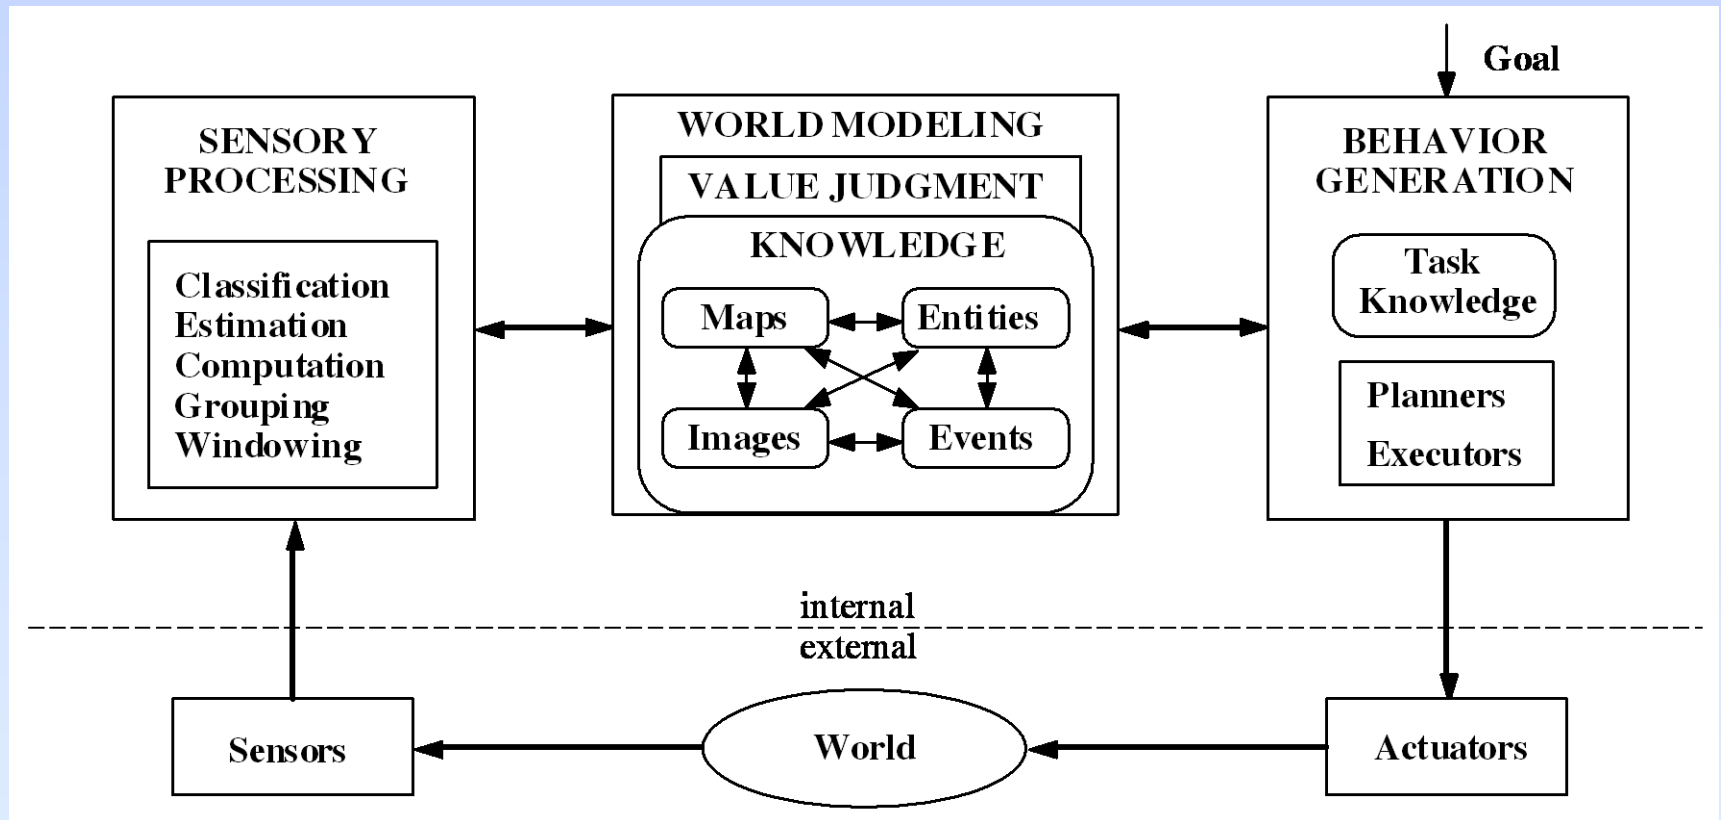 Goal
SENSORY
PROCESSING
Classification
Estimation
Computation
Grouping
Windowing
WORLD MODELING
VALUE JUDGMENT
KNOWLEDGE
Maps
Entities
Images
Events
BEHAVIOR
GENERATION
Task
Knowledge
Planners
Executors
internal
external
Sensors
World
Actuators